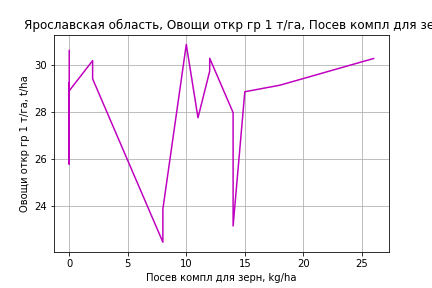 Ярославская область, Овощи откр гр 1 т/га, Посев компл для зе
30
28
26
24
Овощи откр гр 1 т/га, t/ha
0 5 10 15 20 25
Посев компл для зерн, kg/ha